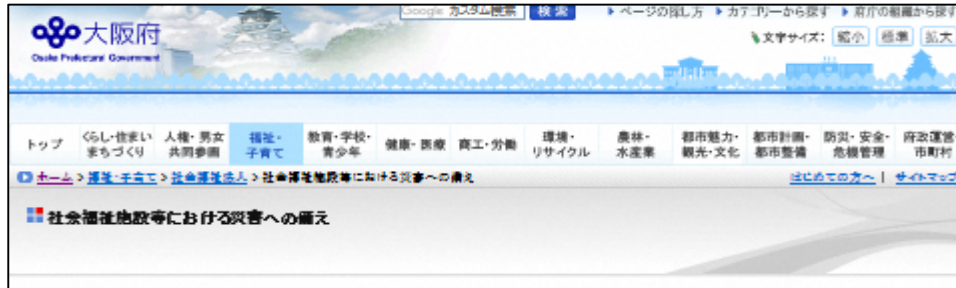 Google カスタム検索 検索 ▶ページの探し方 ▶カテゴリーから探す ▶府庁の組織から探す
大阪府
Osaka Prefectural Government
文字サイズ: 縮小 標準 拡大
トップ くらし・住まい まちづくり 人権・男女 共同参画 福祉・ 子育て 教育・学校・ 青少年 健康・医療 商工・労働 環境・ リサイクル 農林・ 水産業 都市魅力・ 観光・文化 都市計画・ 都市整備 防災・安全・ 危機管理 府政運営・ 市町村
ホーム > 福祉・子育て > 社会福祉法人 > 社会福祉施設等における災害への備え はじめての方へ | サイトマップ
社会福祉施設等における災害への備え